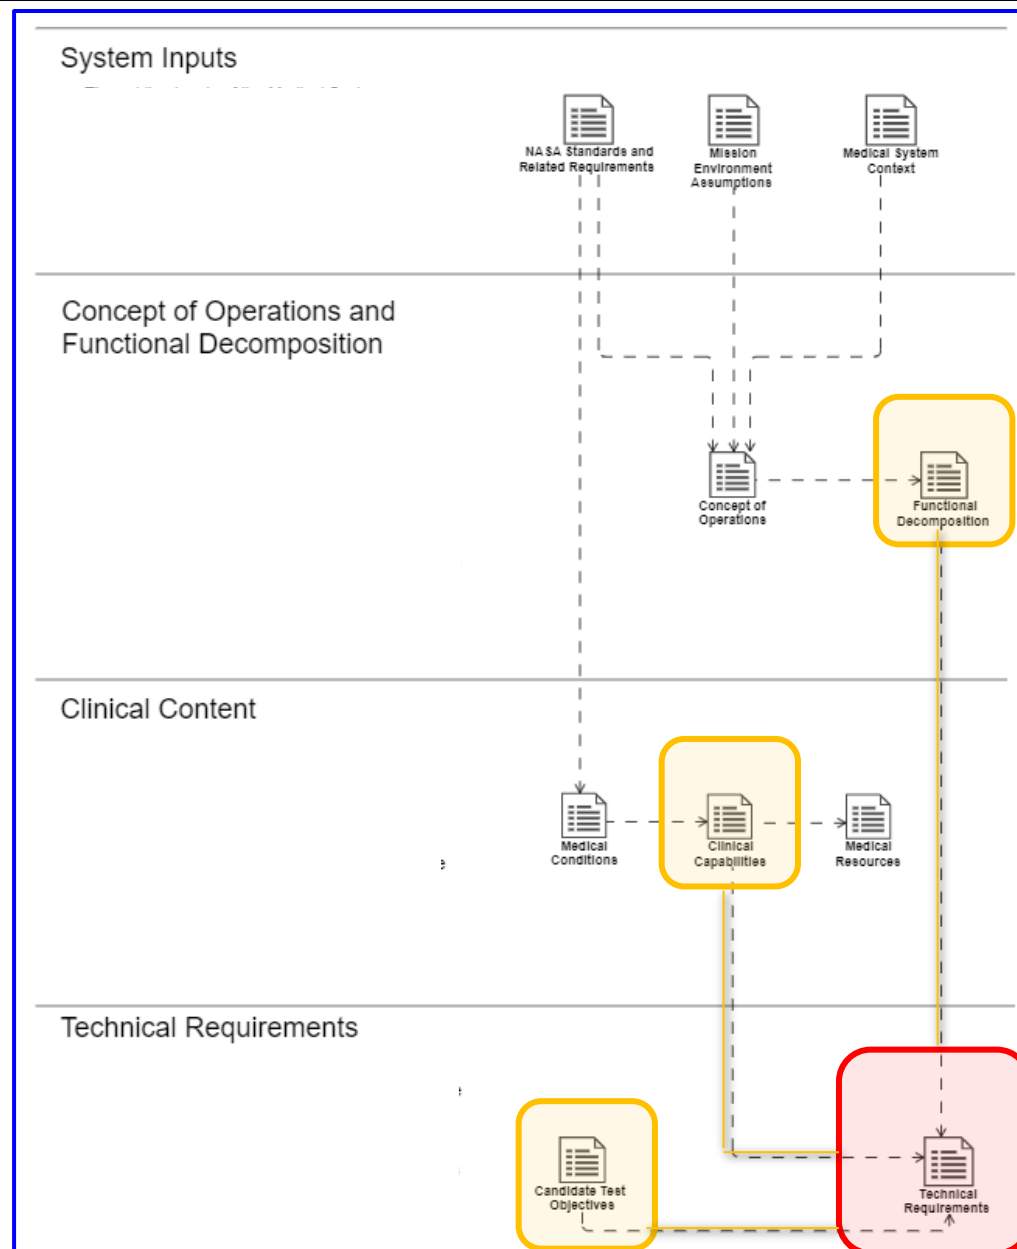 System Inputs
NASA Standards and
Related Requirements
Mission
Environment
Assumptions
Medical System
Context
Concept of Operations and
Functional Decomposition
Concept of
Operations
Functional
Decomposition
Clinical Content
Medical
Conditions
Clinical
Capabilities
Medical
Resources
Technical Requirements
Candidate Test
Objectives
Technical
Requirements